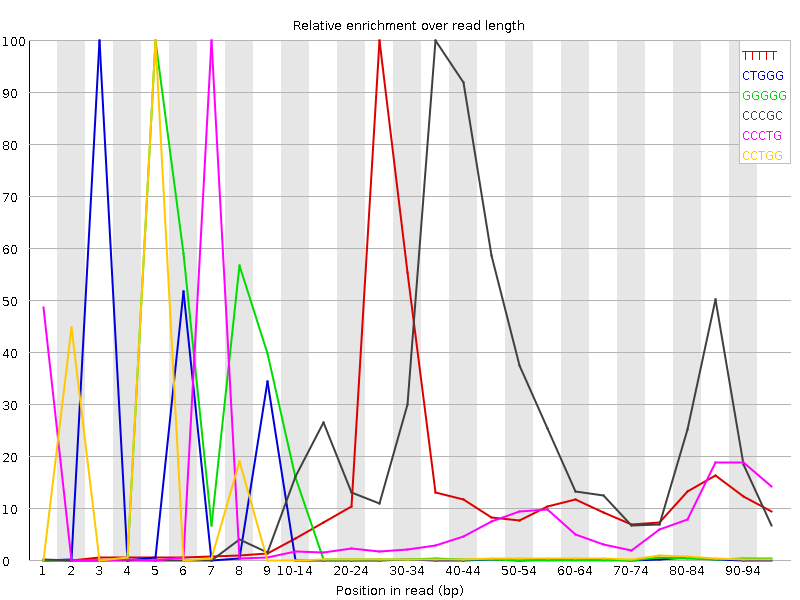 Relative enrichment over read length
100
90
80
70
60
50
40
30
20
10
0
TTTTT
CTGGG
GGGGG
CCCGC
CCCTG
CCTGG
1 2 3 4 5 6 7 8 9 10-14 20-24 30-34 40-44 50-54 60-64 70-74 80-84 90-94
Position in read (bp)